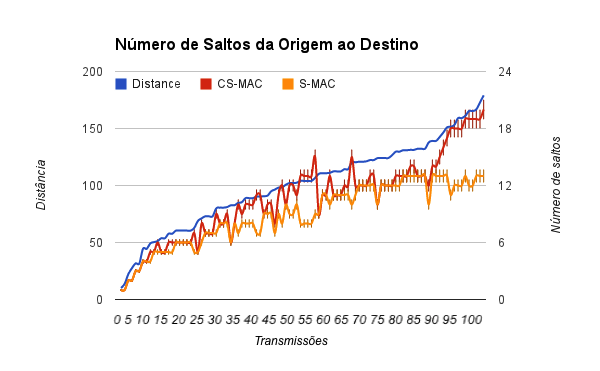 Número de Saltos da Origem ao Destino
200 24
Distance CS-MAC S-MAC
150 18
100 12
50 6
0 0
Distância
Número de saltos
0 5 10 15 20 25 30 35 40 45 50 55 60 65 70 75 80 85 90 95 100
Transmissões